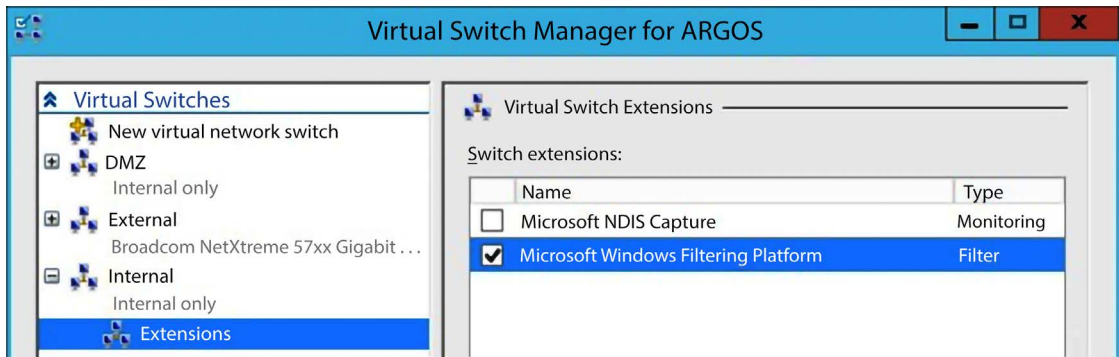 Virtual Switch Manager for ARGOS
Virtual Switches
New virtual network switch
DMZ
Internal only
External
Broadcom NetXtreme 57xx Gigabit . . .
Internal
Internal only
Extensions
Virtual Switch Extensions
Switch extensions:
Name Type
Microsoft NDIS Capture Monitoring
Microsoft Windows Filtering Platform Filter